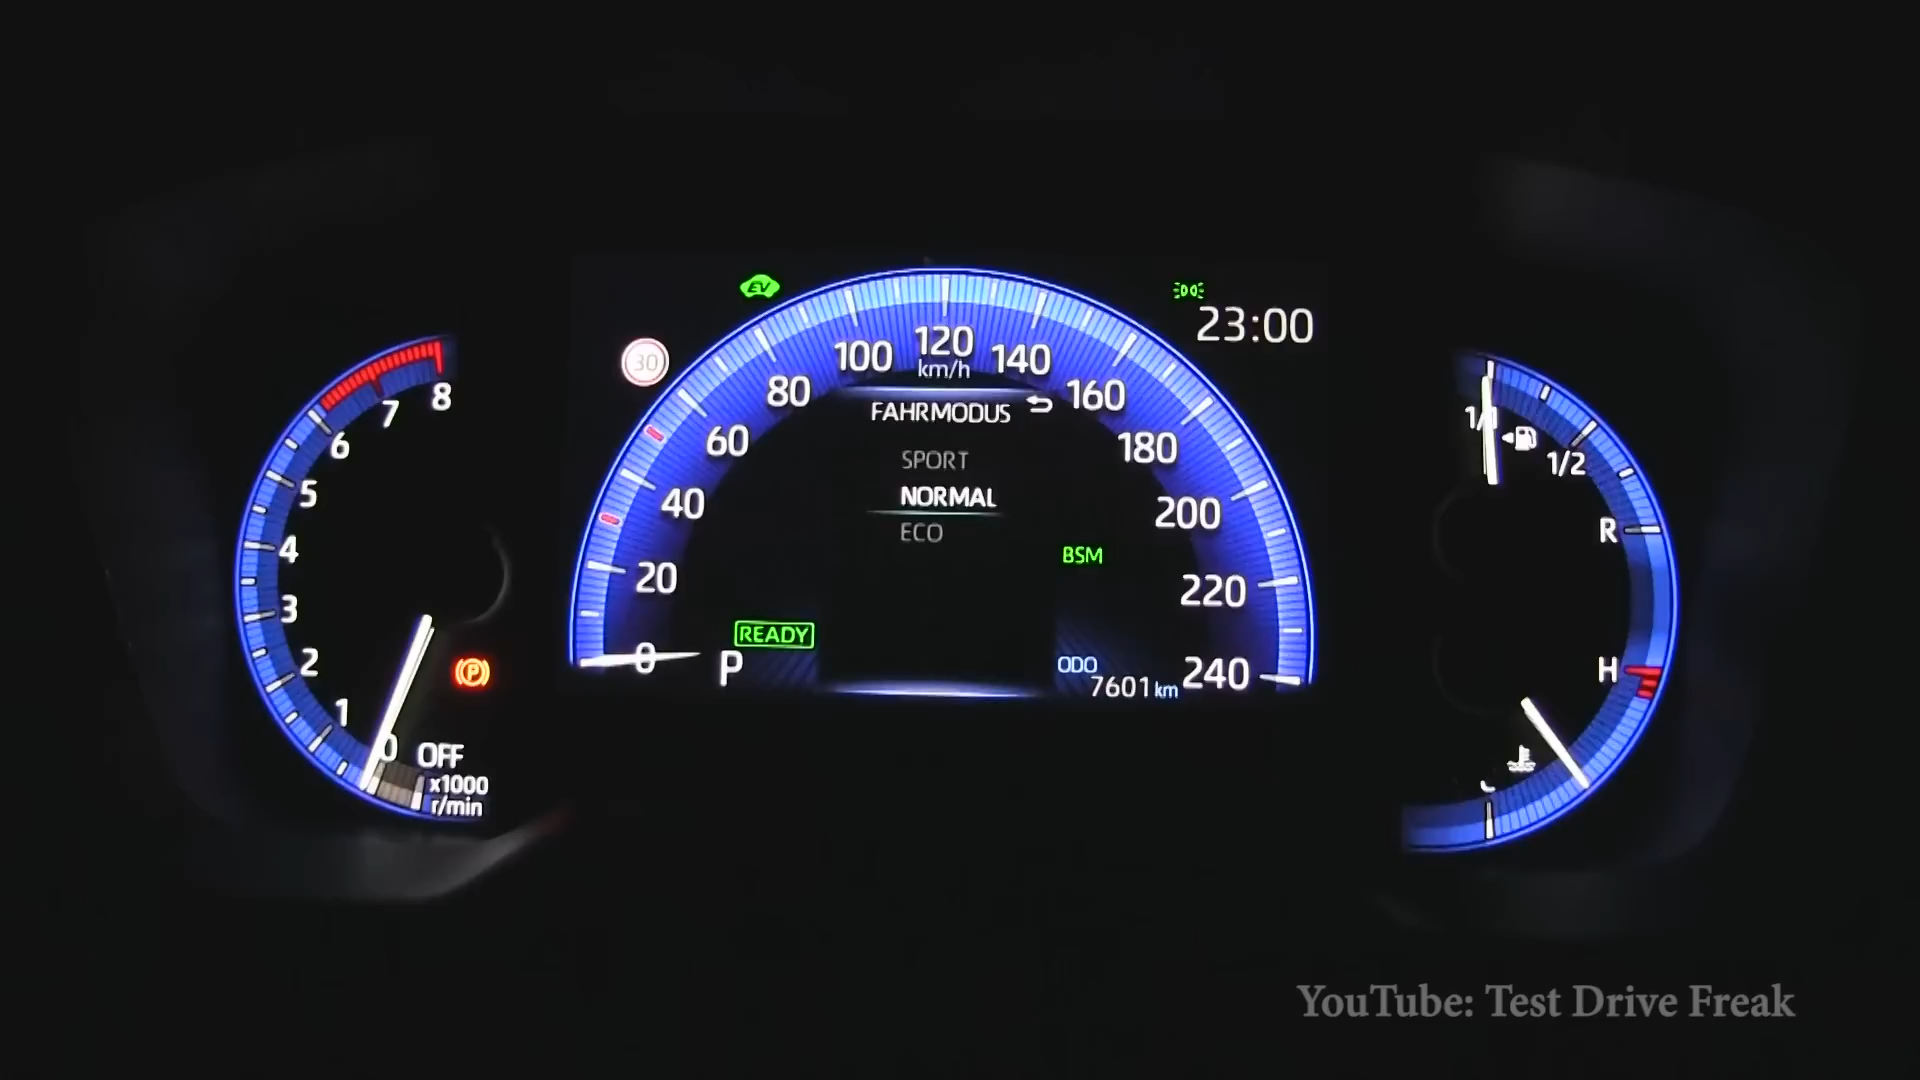 EV
23:00
30
0
20
40
60
80
100
120
140
160
180
200
220
240
km/h
FAHRMODUS
SPORT
NORMAL
ECO
BSM
READY
P
ODO
7601 km
8
7
6
5
4
3
2
1
0
OFF
x1000
r/min
P
1/1
1/2
R
H
YouTube: Test Drive Freak